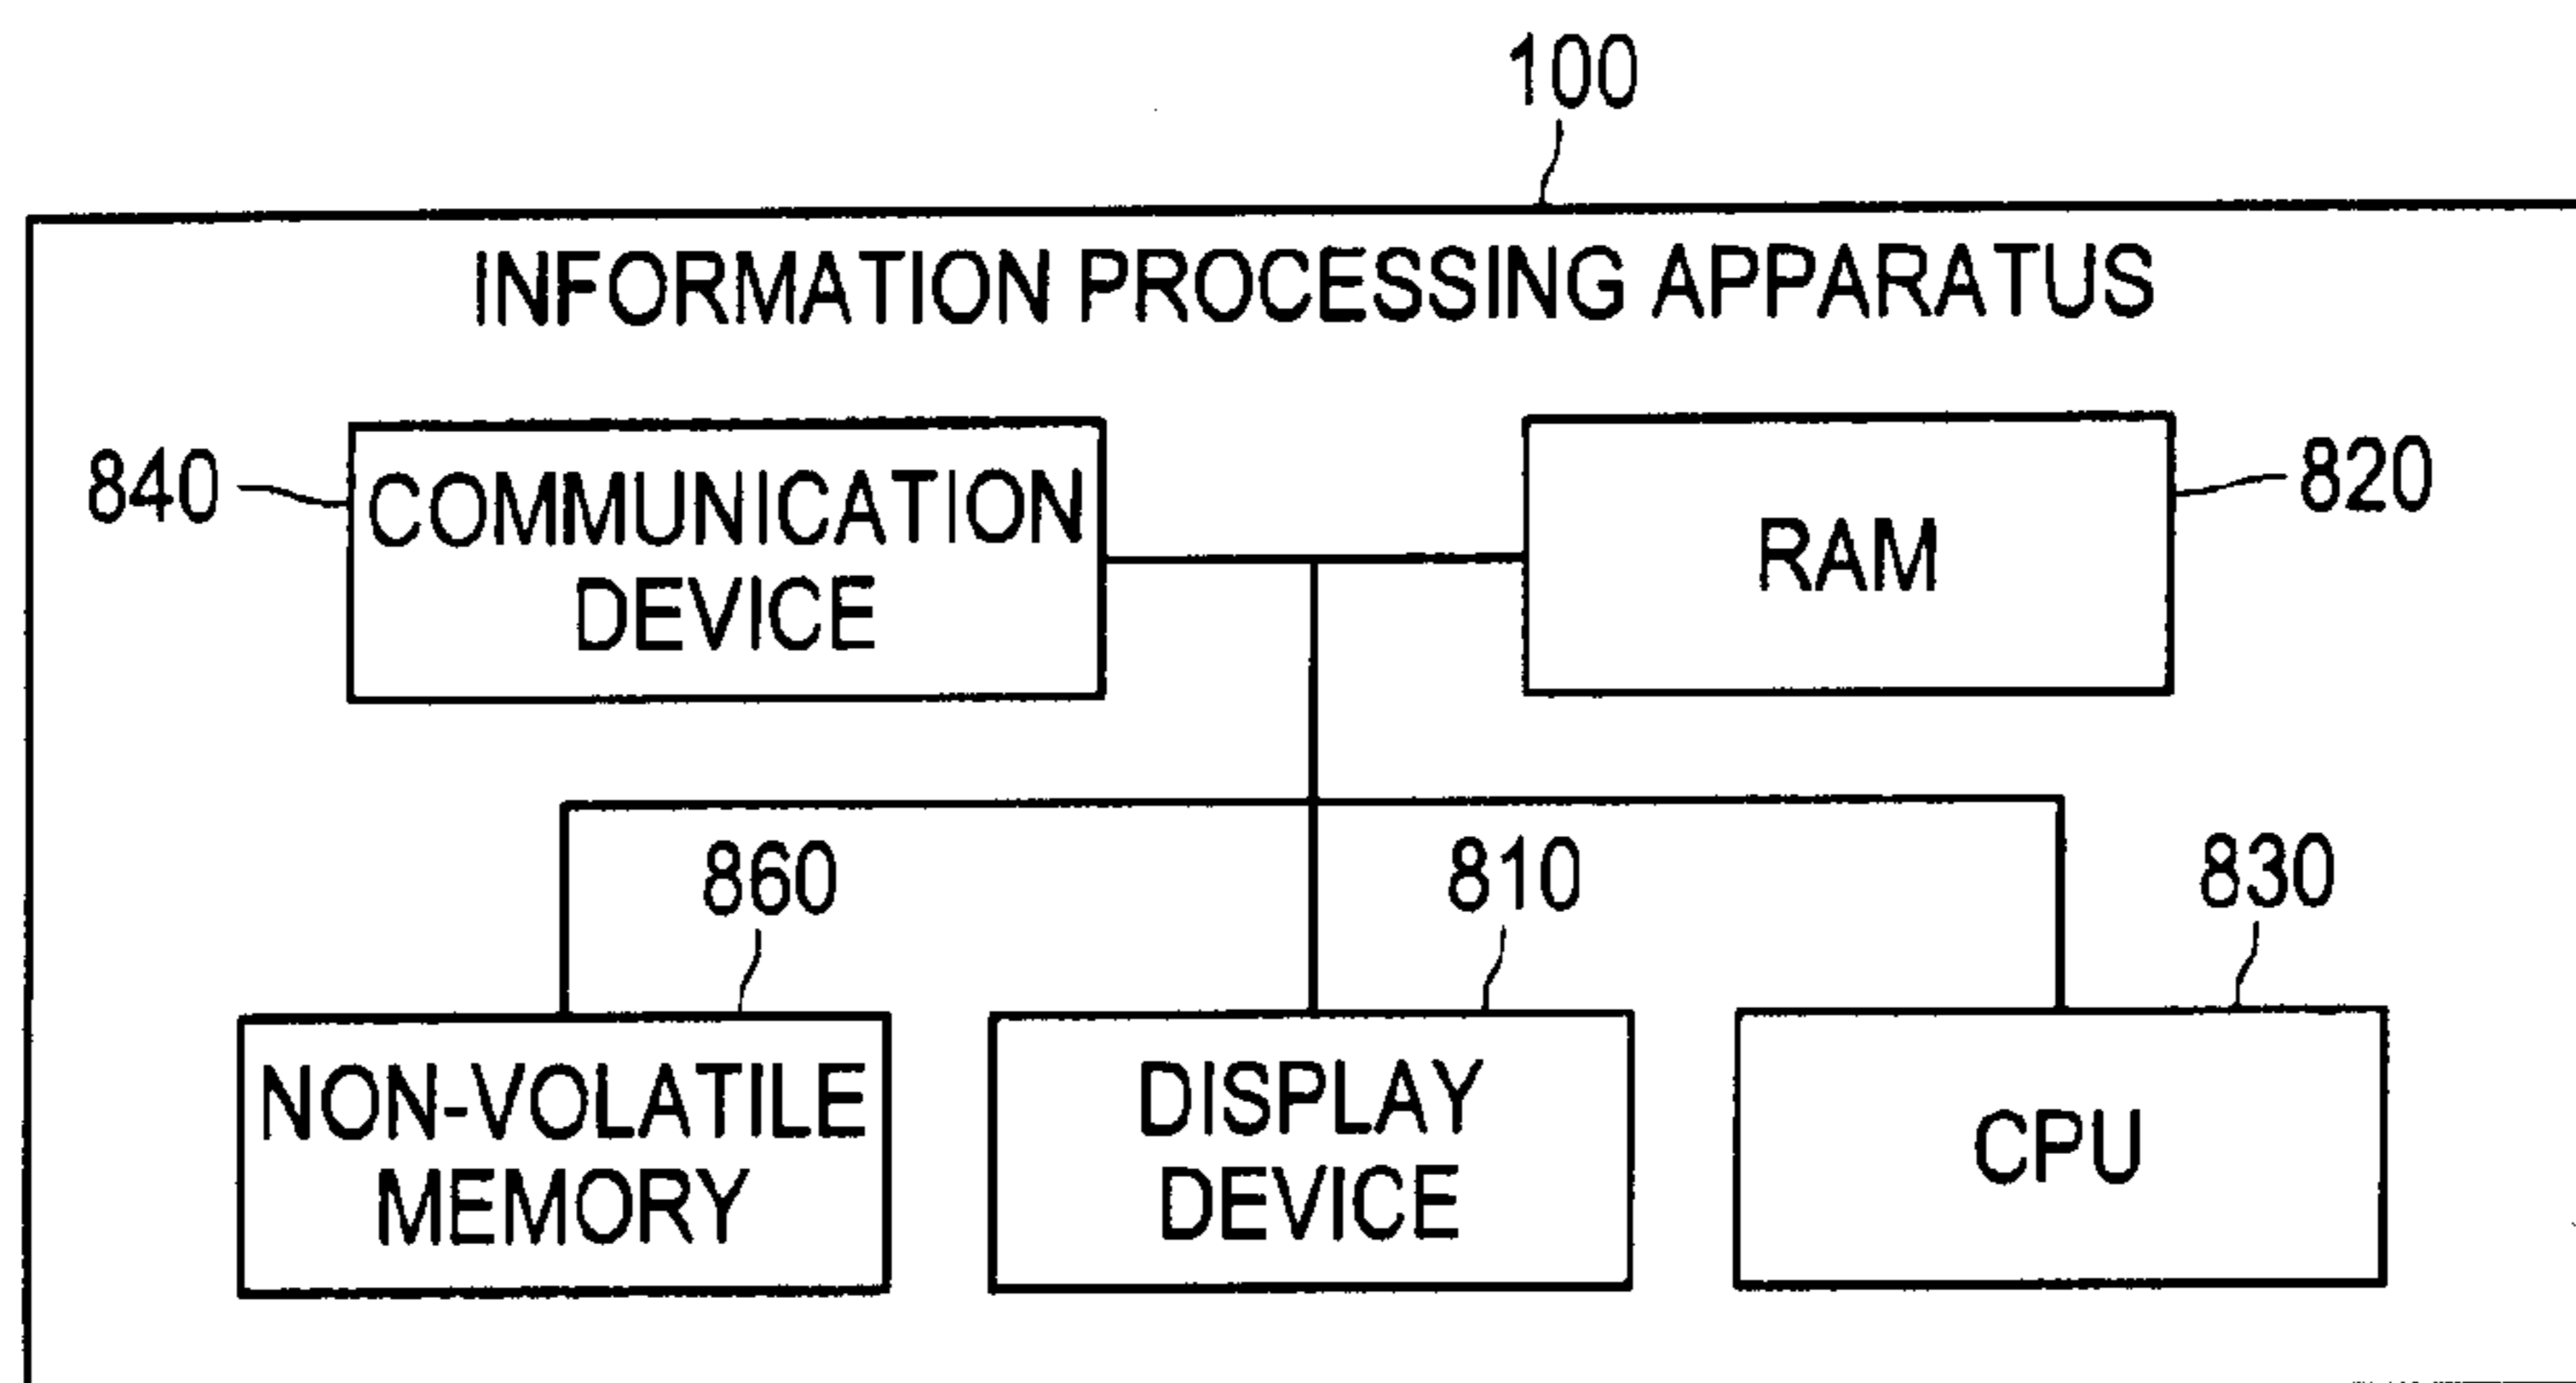 100
INFORMATION PROCESSING APPARATUS
840
COMMUNICATION
DEVICE
RAM
820
860
810
830
NON-VOLATILE
MEMORY
DISPLAY
DEVICE
CPU